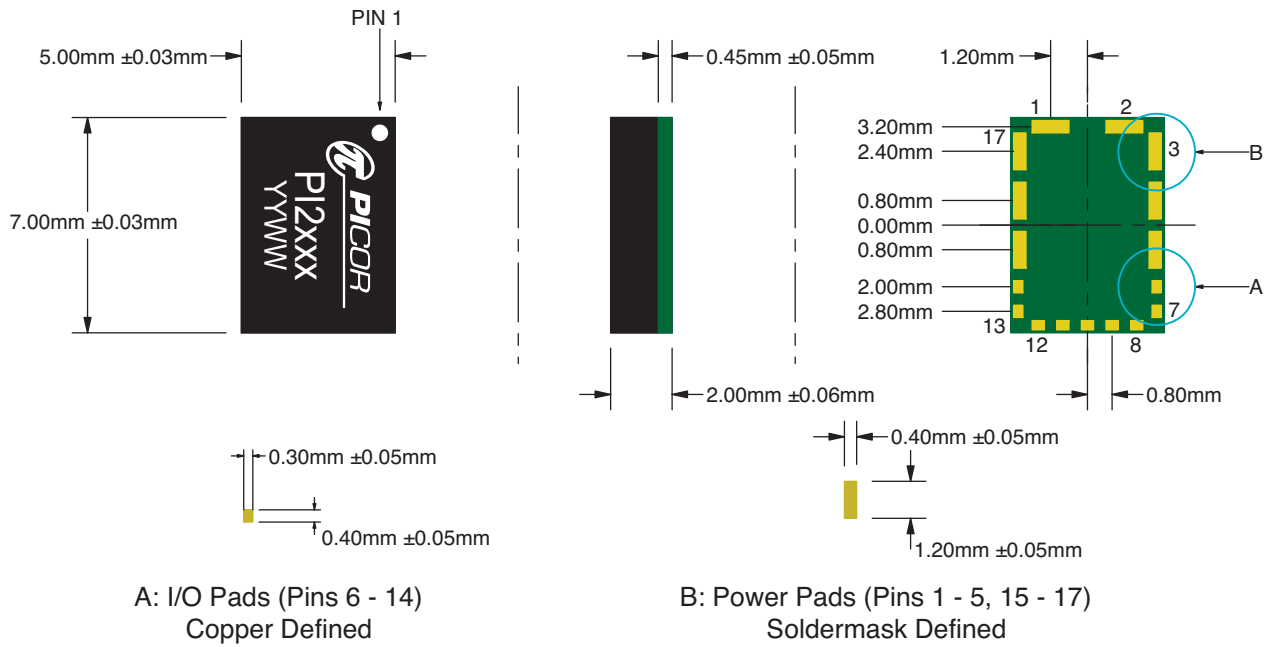 PIN 1
5.00mm ±0.03mm
0.45mm ±0.05mm
1.20mm
7.00mm ±0.03mm
PICOR
PI2xxx
YYWW
3.20mm
2.40mm
0.80mm
0.00mm
0.80mm
2.00mm
2.80mm
1
2
17
3
B
A
7
13
12
8
2.00mm ±0.06mm
0.80mm
0.30mm ±0.05mm
0.40mm ±0.05mm
0.40mm ±0.05mm
1.20mm ±0.05mm
A: I/O Pads (Pins 6 - 14)
Copper Defined
B: Power Pads (Pins 1 - 5, 15 - 17)
Soldermask Defined